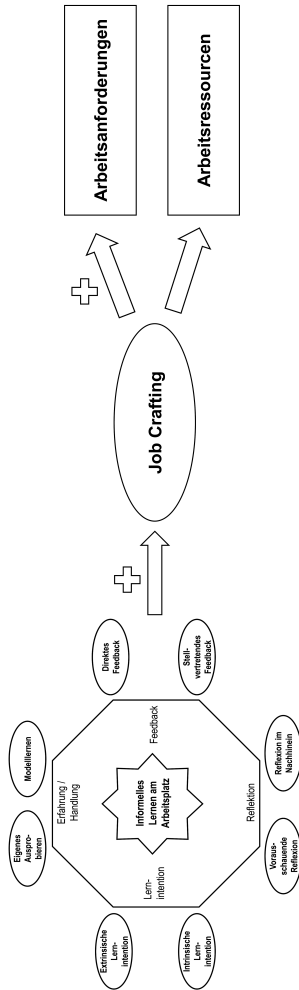 Eigenes
Auspro-
bieren
Modelllernen
Erfahrung /
Handlung
Extrinsische
Lern-
intention
Intrinsische
Lern-
intention
Lern-
intention
Informelles
Lernen am
Arbeitsplatz
Feedback
Direktes
Feedback
Stell-
vertretendes
Feedback
Reflektion
Voraus-
schauende
Reflexion
Reflexion im
Nachhinein
Job Crafting
Arbeitsanforderungen
Arbeitsressourcen